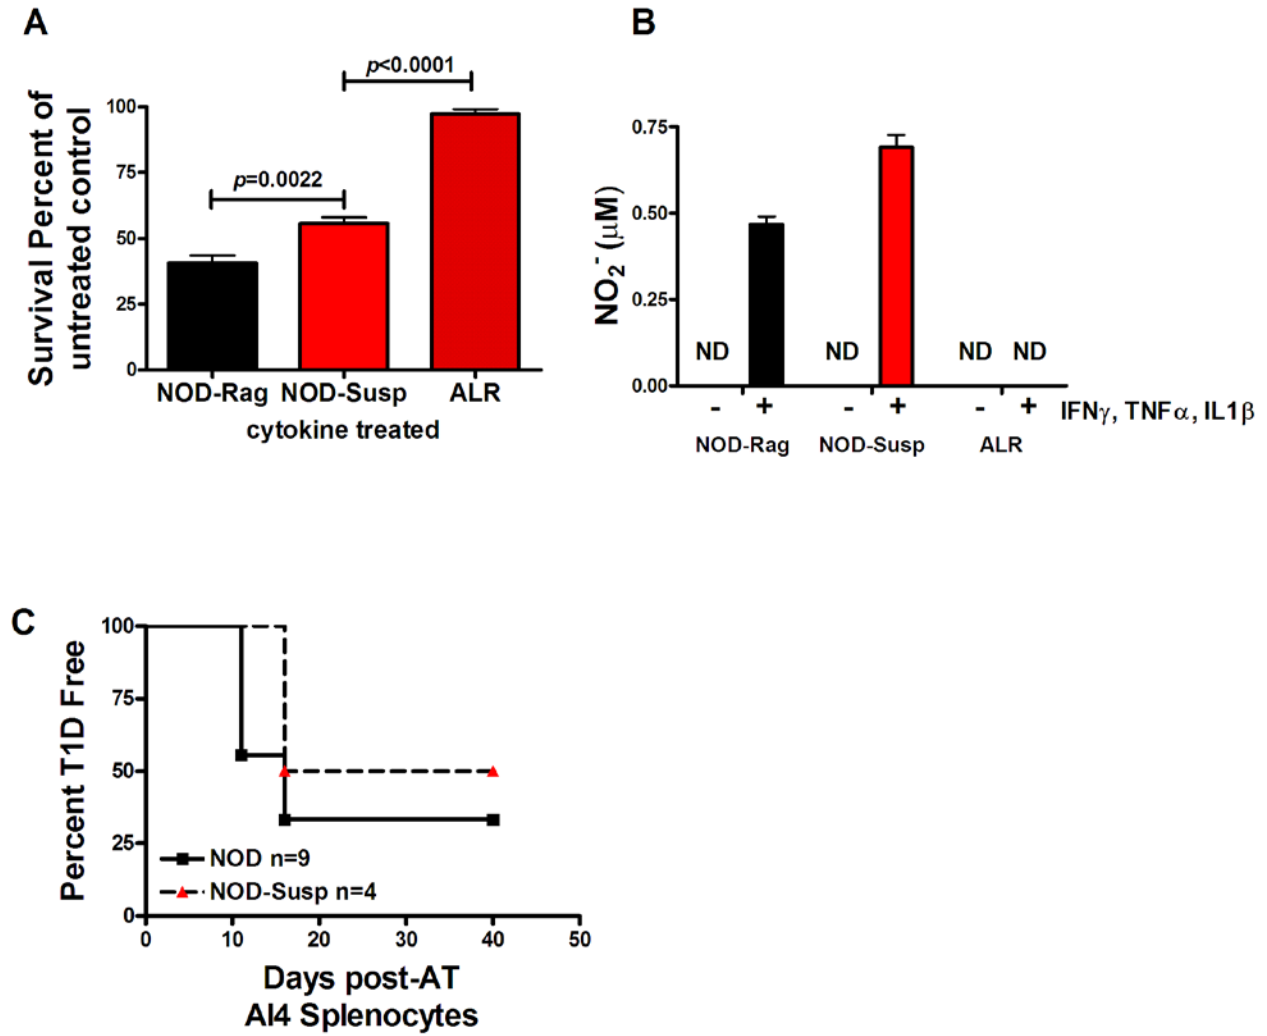 A
Survival Percent of
untreated control
100
75
50
25
0
p=0.0022
p<0.0001
NOD-Rag NOD-Susp ALR
cytokine treated
B
NO2- (μM)
0.75
0.50
0.25
0.00
ND ND ND ND
- + - + - + IFNγ, TNFα, IL1β
NOD-Rag NOD-Susp ALR
C
Percent T1D Free
100
75
50
25
0
NOD n=9
NOD-Susp n=4
0 10 20 30 40 50
Days post-AT
AI4 Splenocytes